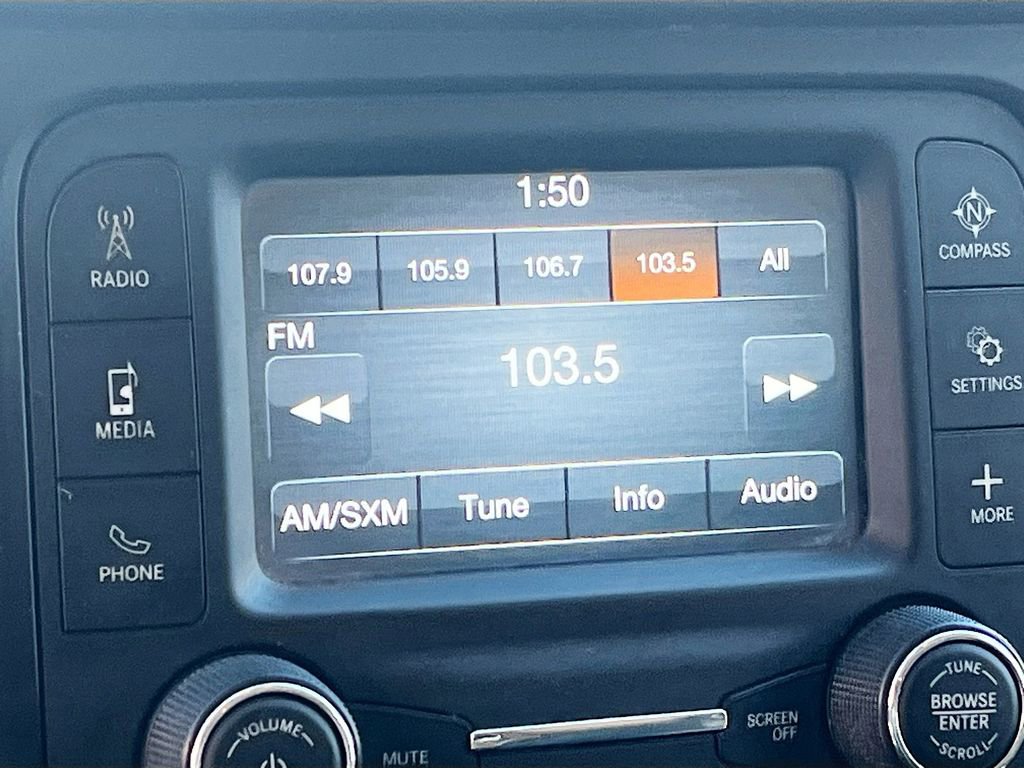 1:50
107.9 105.9 106.7 103.5 All
FM
103.5
AM/SXM Tune Info Audio
RADIO
MEDIA
PHONE
N
COMPASS
SETTINGS
MORE
VOLUME
MUTE
SCREEN
OFF
TUNE
BROWSE
ENTER
SCROLL